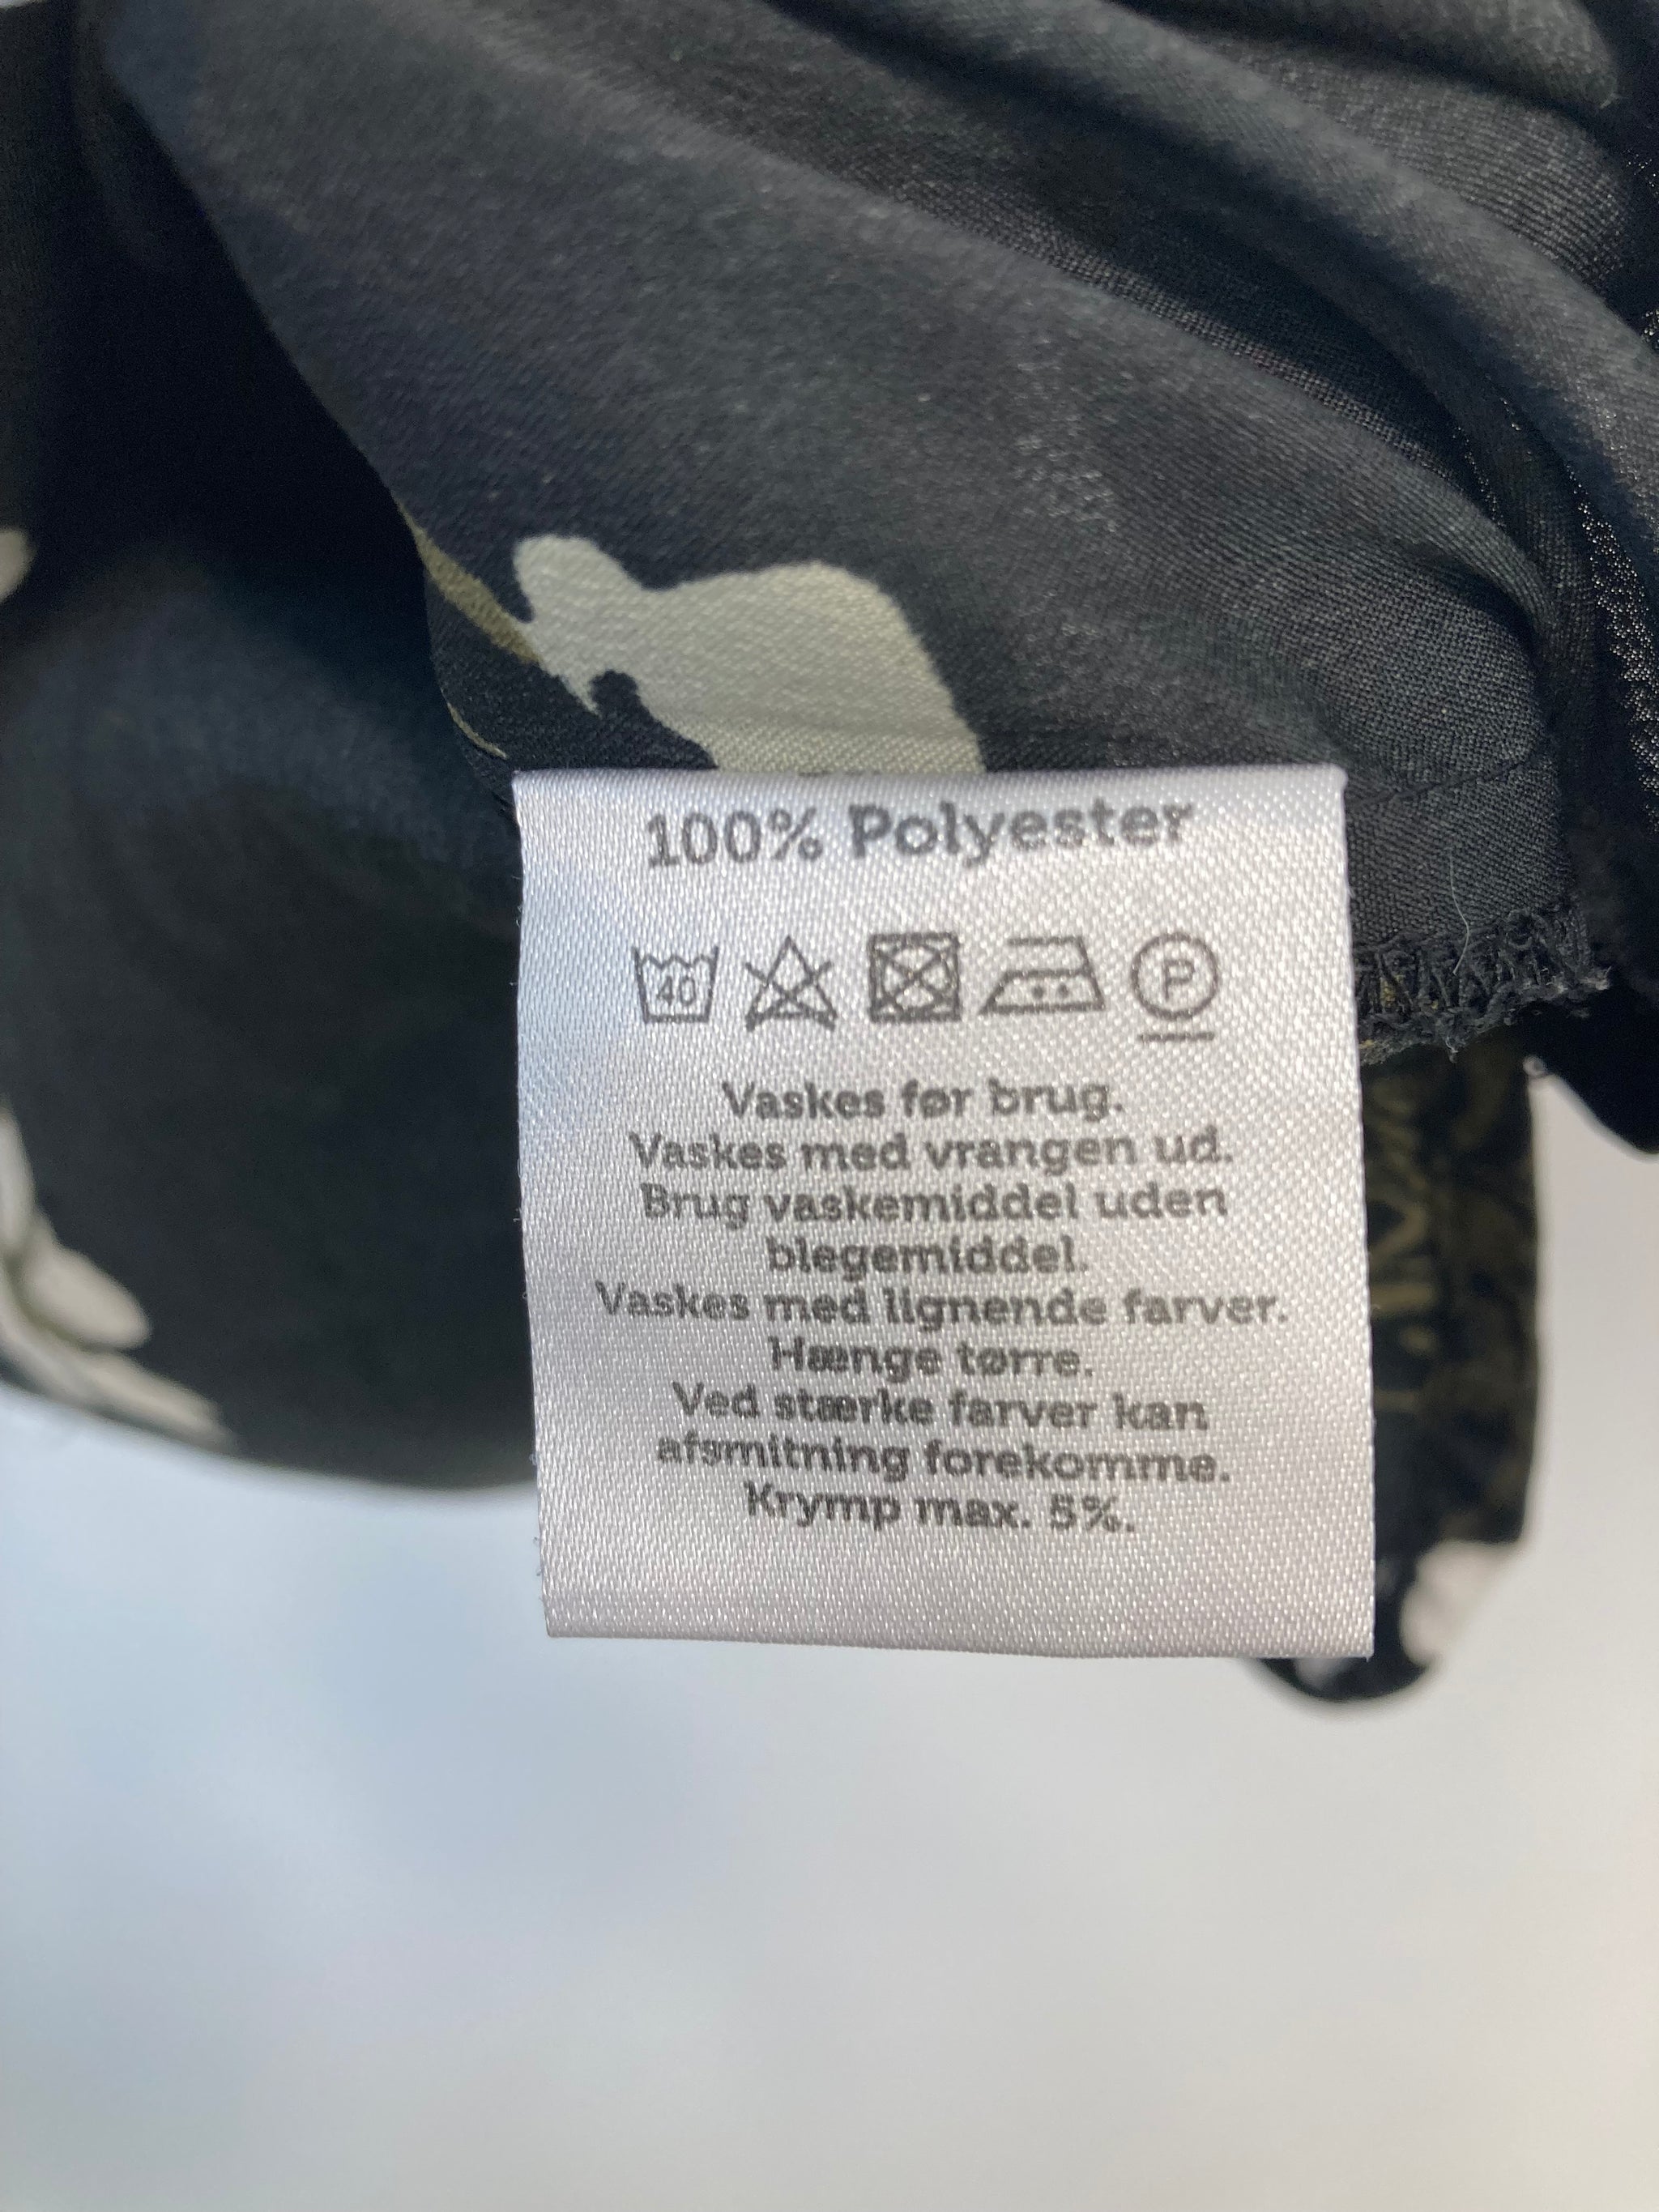 100% Polyester
40
P
Vaskes før brug.
Vaskes med vrangen ud.
Brug vaskemiddel uden
blegemiddel.
Vaskes med lignende farver.
Hænge tørre.
Ved stærke farver kan
afsmitning forekomme.
Krymp max. 5%.